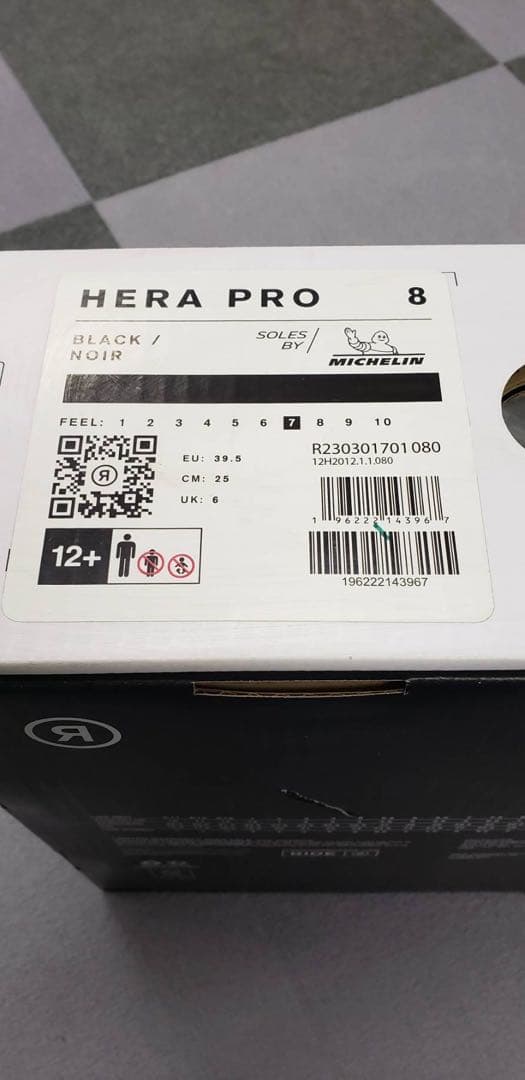 HERA PRO 8
BLACK /
NOIR
SOLES
BY
MICHELIN
FEEL: 1 2 3 4 5 6 7 8 9 10
R230301701080
12H2012.1.1.080
EU: 39.5
CM: 25
UK: 6
1 96222 14396 7
12+
196222143967
R
RIDE